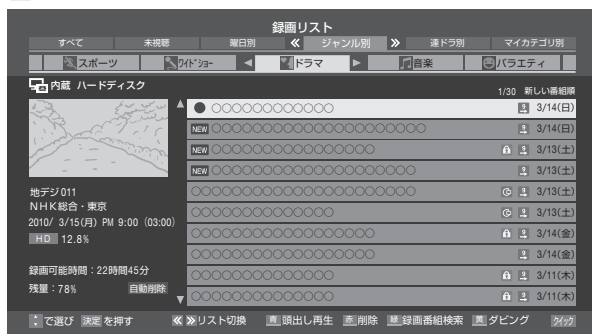 録画リスト
すべて 未視聴 曜日別 ≪ ジャンル別 ≫ 連ドラ別 マイカテゴリ別
スポーツ ワイドショー ◀ ドラマ ▶ 音楽 バラエティ
内蔵 ハードディスク
1/30 新しい番組順
● ○○○○○○○○○○○○ 3/14(日)
NEW ○○○○○○○○○○○○○○○○○○○○○ 3/14(日)
NEW ○○○○○○○○○○○○○○○○ 3/13(土)
NEW ○○○○○○○○○○○○○○○○○○○○ 3/13(土)
○○○○○○○○○○○○○○○○○○○○○○ 3/13(土)
○○○○○○○○○○○○○○ 3/13(土)
○○○○○○○○○○○○○○○○○○ 3/14(金)
○○○○○○○○○○○○○○○○○○ 3/14(金)
○○○○○○○○○○○○○○ 3/11(木)
○○○○○○○○○○○○○○ 3/11(木)
地デジ011
NHK総合・東京
2010/ 3/15(月) PM 9:00 (03:00)
HD 12.8%
録画可能時間：22時間45分
残量：78% 自動削除
で選び 決定 を押す ≪ ≫リスト切換 青 頭出し再生 赤 削除 緑 録画番組検索 黄 ダビング クイック